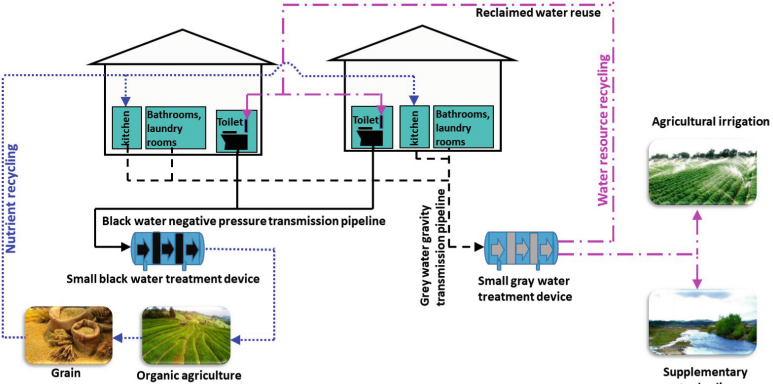 Reclaimed water reuse
Water resource recycling
Nutrient recycling
kitchen
Bathrooms,
laundry
rooms
Toilet
Toilet
kitchen
Bathrooms,
laundry
rooms
Agricultural irrigation
Black water negative pressure transmission pipeline
Grey water gravity
transmission pipeline
Small black water treatment device
Small gray water
treatment device
Grain
Organic agriculture
Supplementary